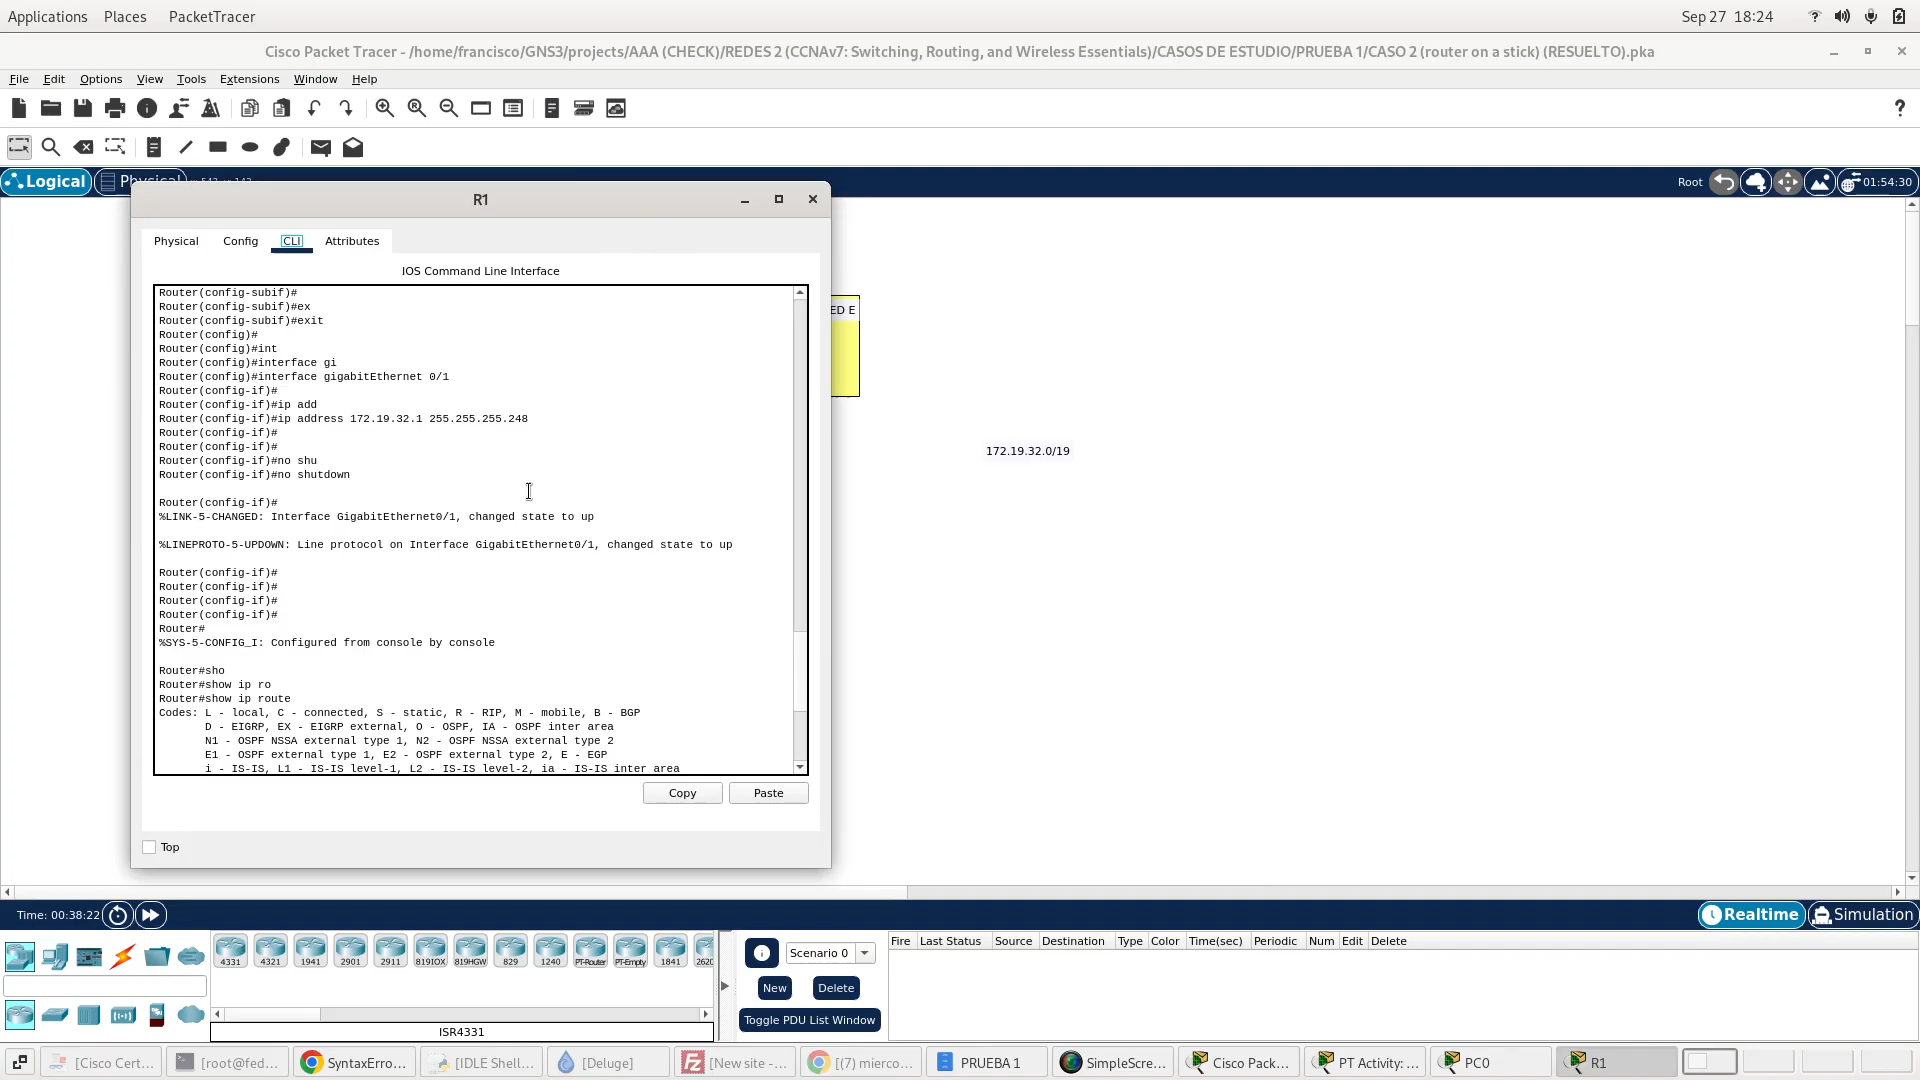 Applications Places PacketTracer Sep 27 18:24
Cisco Packet Tracer - /home/francisco/GNS3/projects/AAA (CHECK)/REDES 2 (CCNAv7: Switching, Routing, and Wireless Essentials)/CASOS DE ESTUDIO/PRUEBA 1/CASO 2 (router on a stick) (RESUELTO).pka
File Edit Options View Tools Extensions Window Help
Logical Physical Root 01:54:30
R1
Physical Config CLI Attributes
IOS Command Line Interface
Router(config-subif)#
Router(config-subif)#ex
Router(config-subif)#exit
Router(config)#
Router(config)#int
Router(config)#interface gi
Router(config)#interface gigabitEthernet 0/1
Router(config-if)#
Router(config-if)#ip add
Router(config-if)#ip address 172.19.32.1 255.255.255.248
Router(config-if)#
Router(config-if)#
Router(config-if)#no shu
Router(config-if)#no shutdown
Router(config-if)#
%LINK-5-CHANGED: Interface GigabitEthernet0/1, changed state to up
%LINEPROTO-5-UPDOWN: Line protocol on Interface GigabitEthernet0/1, changed state to up
Router(config-if)#
Router(config-if)#
Router(config-if)#
Router(config-if)#
Router#
%SYS-5-CONFIG_I: Configured from console by console
Router#sho
Router#show ip ro
Router#show ip route
Codes: L - local, C - connected, S - static, R - RIP, M - mobile, B - BGP
D - EIGRP, EX - EIGRP external, O - OSPF, IA - OSPF inter area
N1 - OSPF NSSA external type 1, N2 - OSPF NSSA external type 2
E1 - OSPF external type 1, E2 - OSPF external type 2, E - EGP
i - IS-IS, L1 - IS-IS level-1, L2 - IS-IS level-2, ia - IS-IS inter area
Copy Paste
Top
ED E
172.19.32.0/19
Time: 00:38:22 Realtime Simulation
4331 4321 1941 2901 2911 819IOX 819HGW 829 1240 PT-Router PT-Empty 1841 2620
ISR4331
Scenario 0
New Delete
Toggle PDU List Window
Fire Last Status Source Destination Type Color Time(sec) Periodic Num Edit Delete
[Cisco Cert... [root@fed... SyntaxErro... [IDLE Shell... [Deluge] [New site -... [(7) mierco... PRUEBA 1 SimpleScre... Cisco Pack... PT Activity: ... PC0 R1